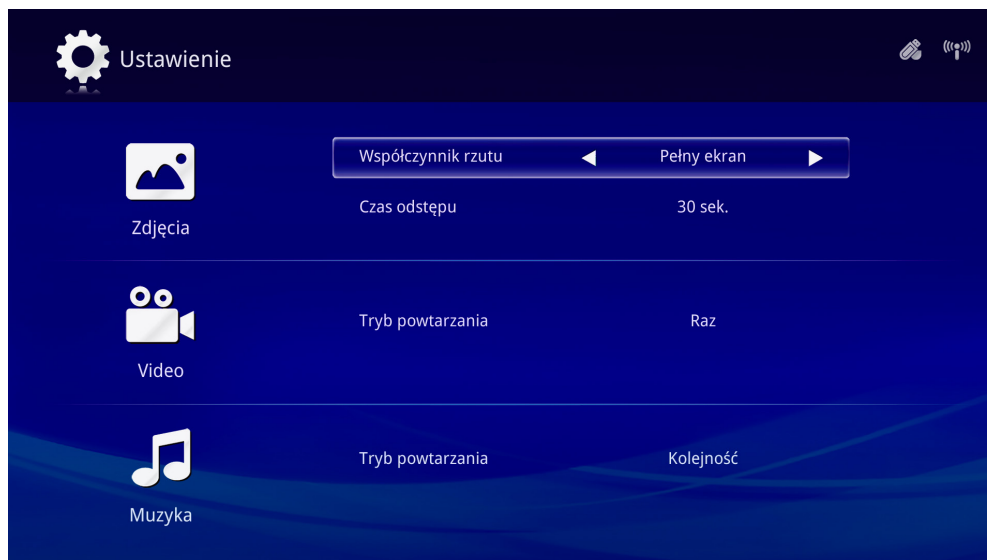 Ustawienie
Współczynnik rzutu Pełny ekran
Czas odstępu 30 sek.
Zdjęcia
Tryb powtarzania Raz
Video
Tryb powtarzania Kolejność
Muzyka